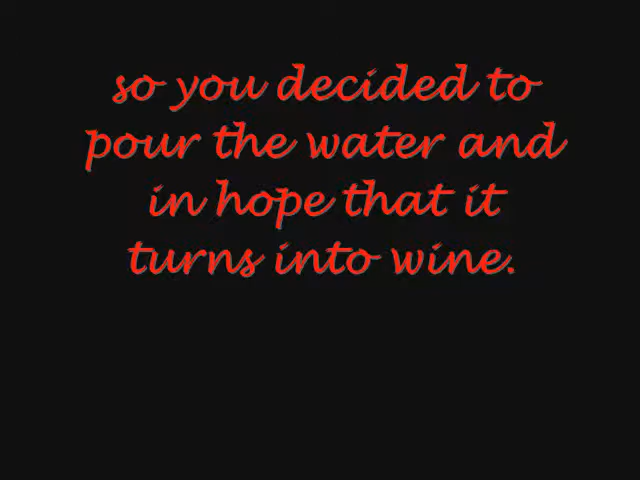 so you decided to
pour the water and
in hope that it
turns into wine.